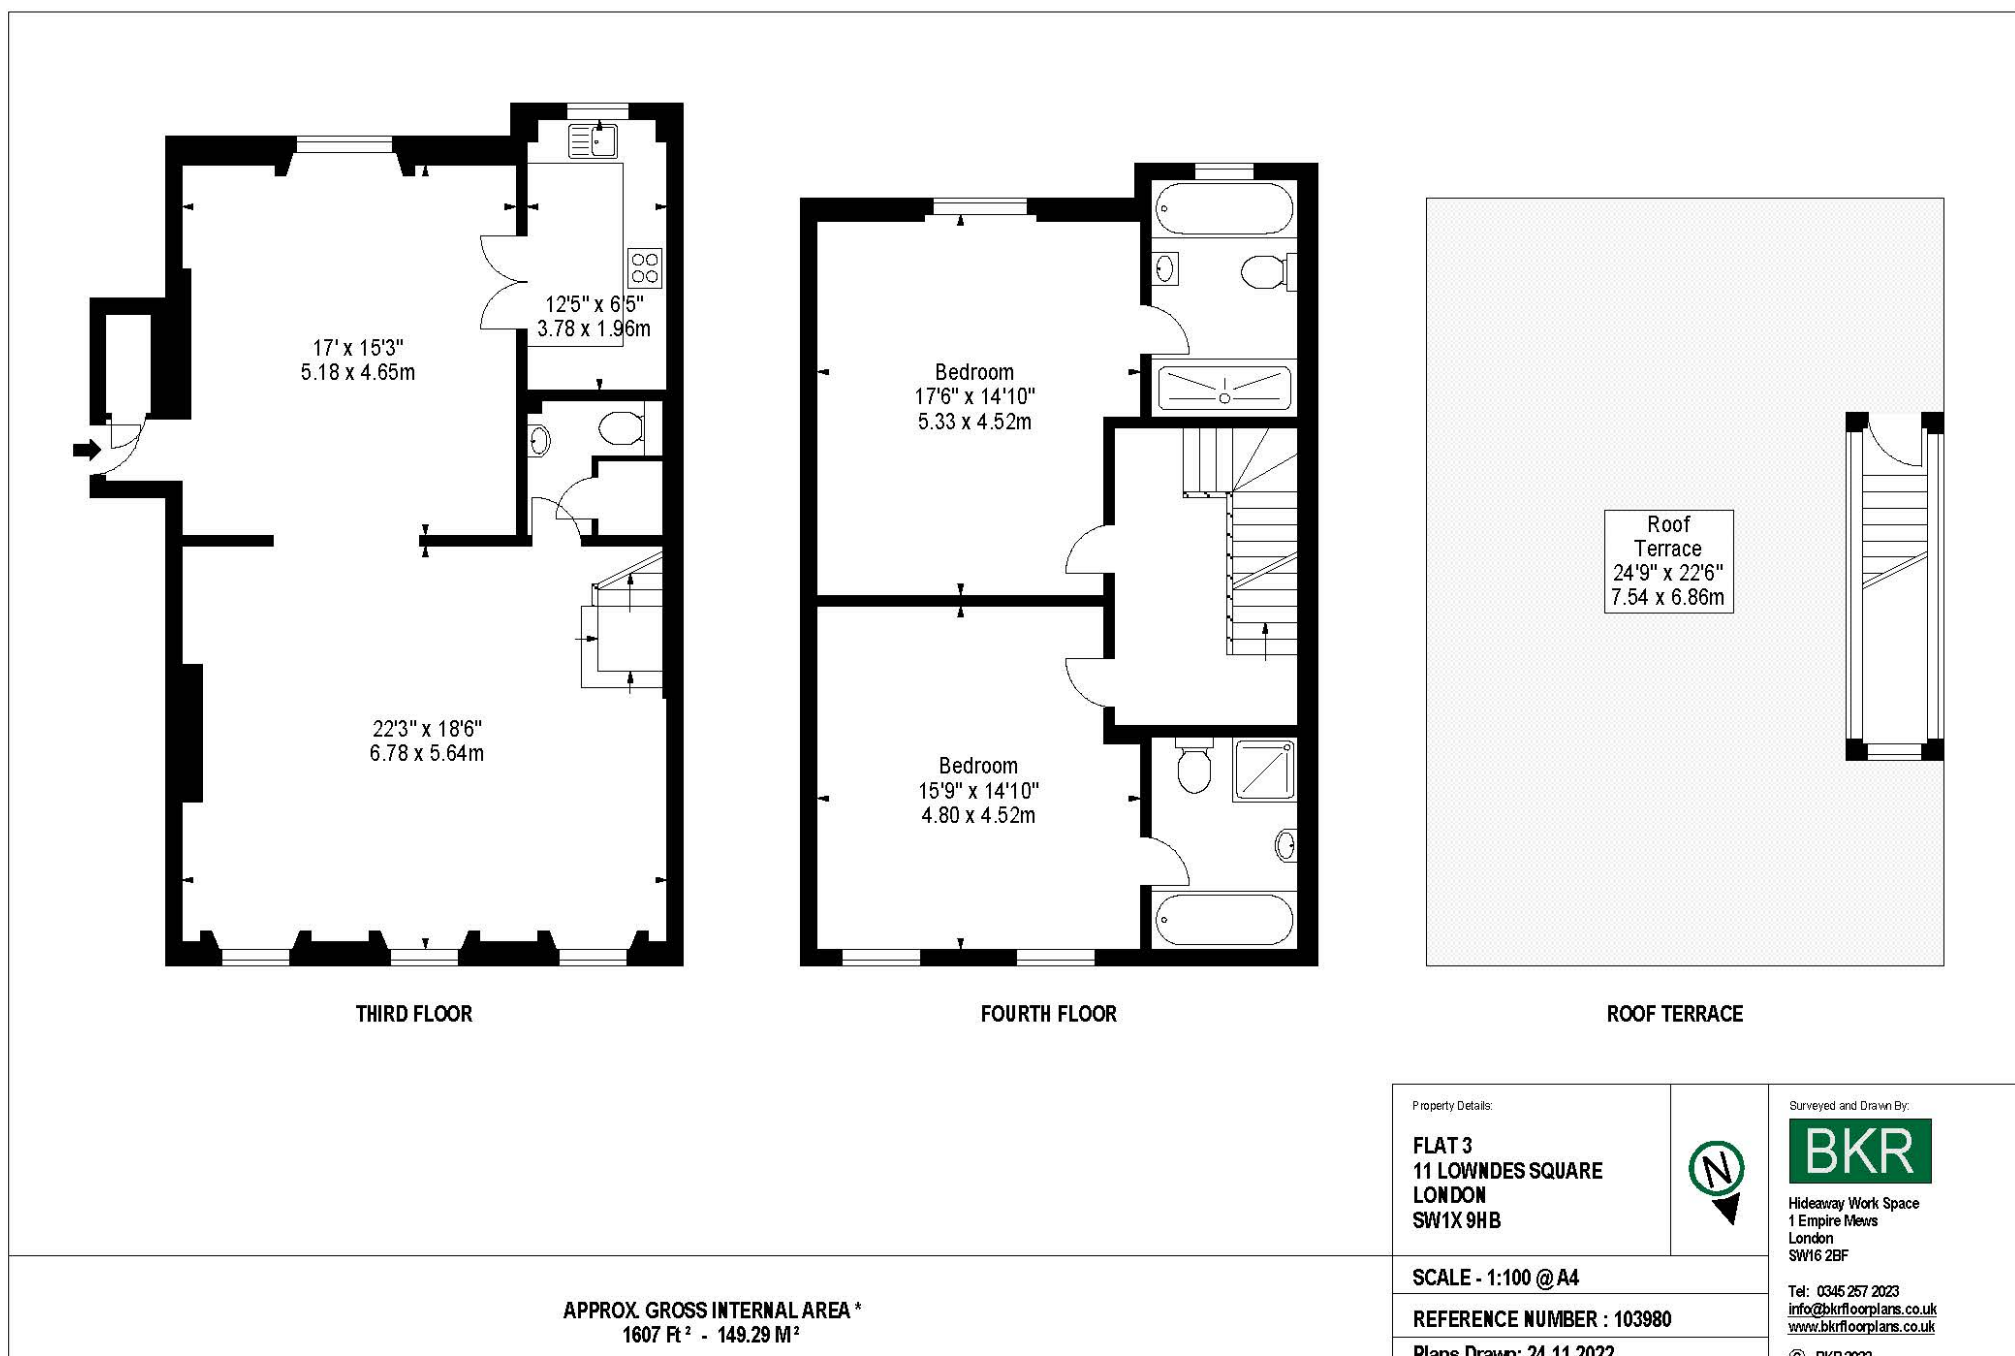 12'5" x 6'5"
3.78 x 1.96m
17' x 15'3"
5.18 x 4.65m
22'3" x 18'6"
6.78 x 5.64m
THIRD FLOOR
Bedroom
17'6" x 14'10"
5.33 x 4.52m
Bedroom
15'9" x 14'10"
4.80 x 4.52m
FOURTH FLOOR
Roof
Terrace
24'9" x 22'6"
7.54 x 6.86m
ROOF TERRACE
Property Details:
FLAT 3
11 LOWNDES SQUARE
LONDON
SW1X 9HB
N
Surveyed and Drawn By:
BKR
Hideaway Work Space
1 Empire Mews
London
SW16 2BF
Tel: 0345 257 2023
info@bkrfloorplans.co.uk
www.bkrfloorplans.co.uk
© BKR 2022
SCALE - 1:100 @ A4
REFERENCE NUMBER : 103980
Plans Drawn: 24.11.2022
APPROX. GROSS INTERNAL AREA *
1607 Ft² - 149.29 M²